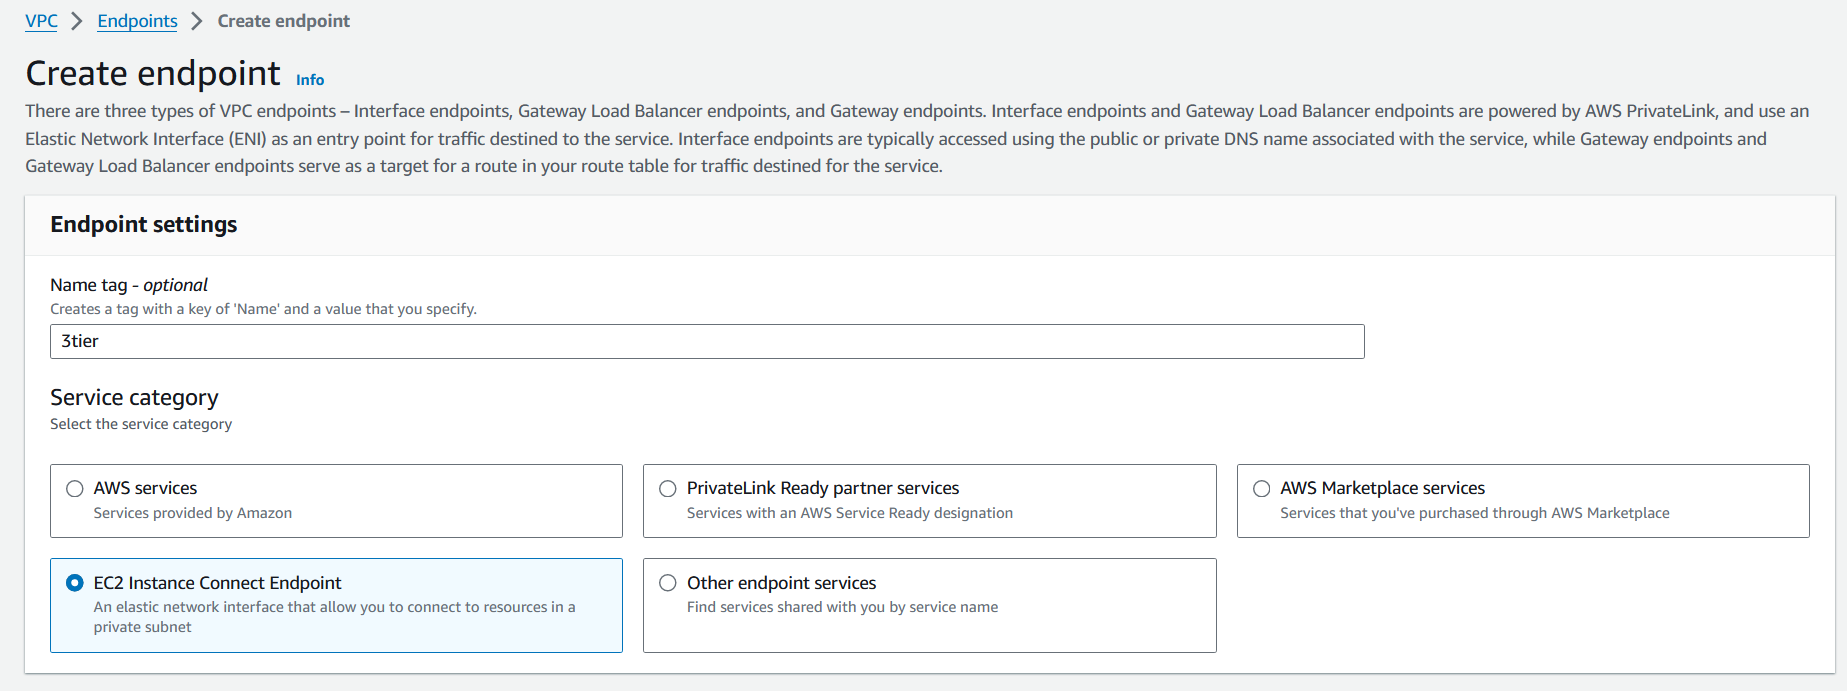 VPC > Endpoints > Create endpoint
Create endpoint Info
There are three types of VPC endpoints – Interface endpoints, Gateway Load Balancer endpoints, and Gateway endpoints. Interface endpoints and Gateway Load Balancer endpoints are powered by AWS PrivateLink, and use an
Elastic Network Interface (ENI) as an entry point for traffic destined to the service. Interface endpoints are typically accessed using the public or private DNS name associated with the service, while Gateway endpoints and
Gateway Load Balancer endpoints serve as a target for a route in your route table for traffic destined for the service.
Endpoint settings
Name tag - optional
Creates a tag with a key of 'Name' and a value that you specify.
3tier
Service category
Select the service category
AWS services
Services provided by Amazon
PrivateLink Ready partner services
Services with an AWS Service Ready designation
AWS Marketplace services
Services that you've purchased through AWS Marketplace
EC2 Instance Connect Endpoint
An elastic network interface that allow you to connect to resources in a
private subnet
Other endpoint services
Find services shared with you by service name